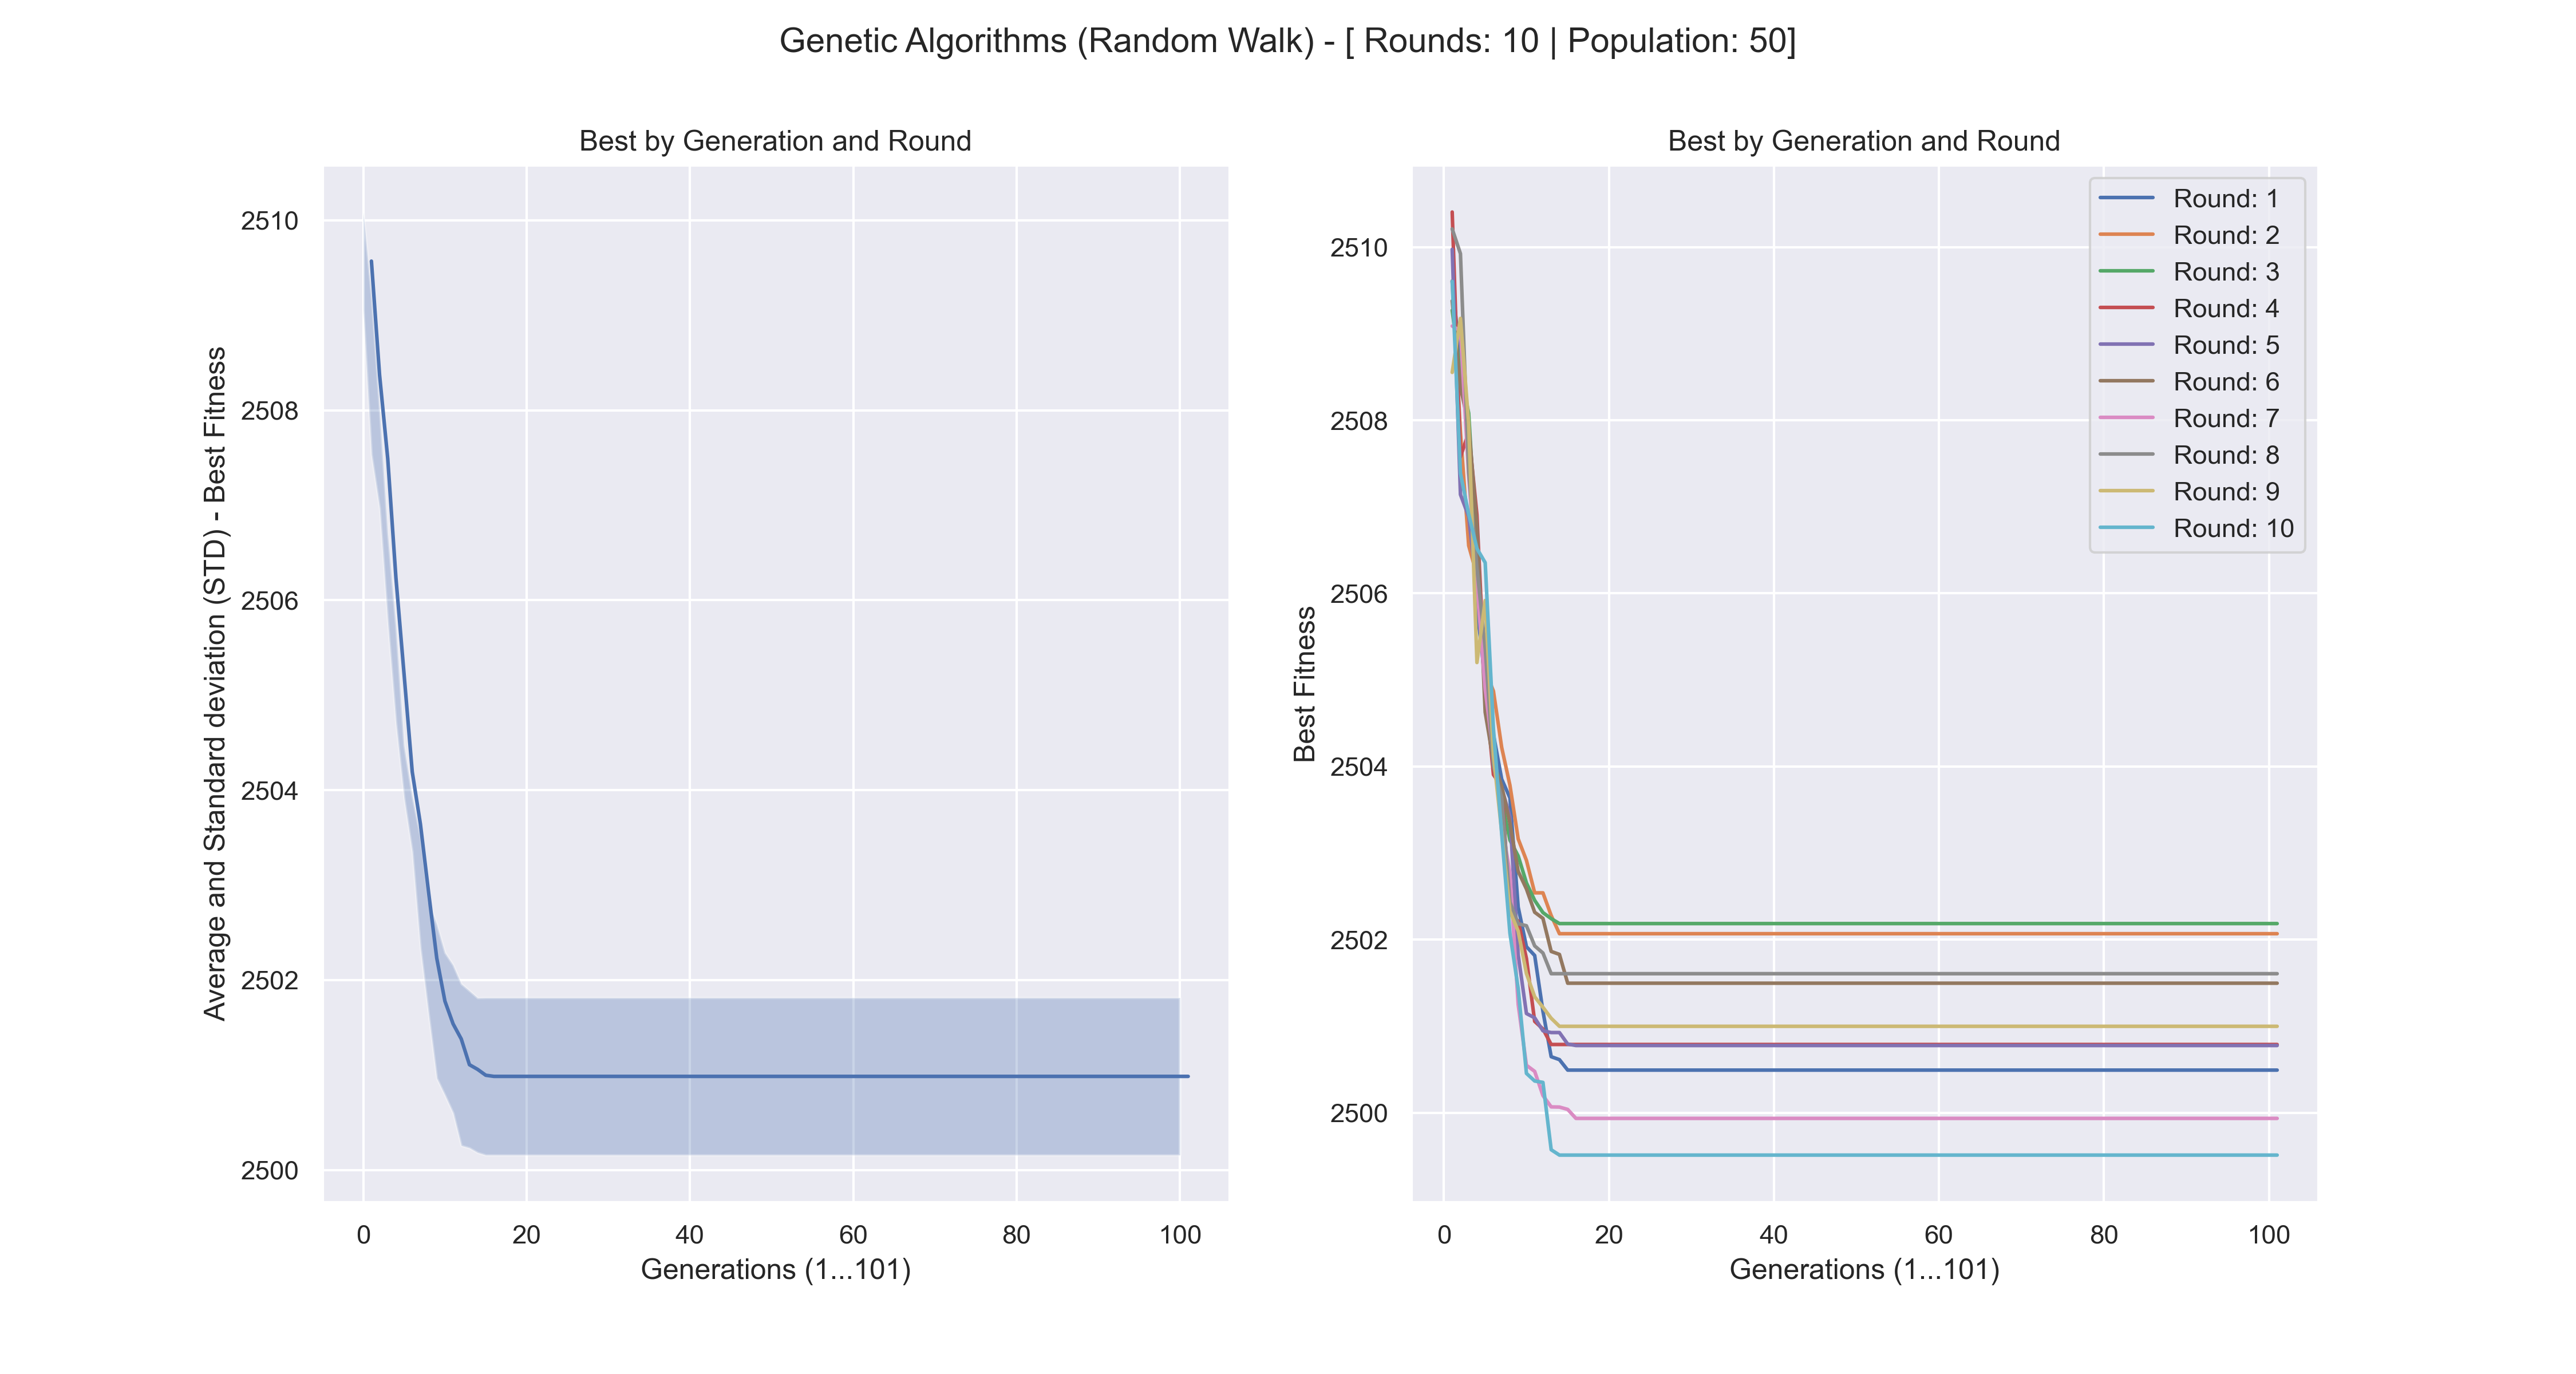 Genetic Algorithms (Random Walk) - [ Rounds: 10 | Population: 50]
Best by Generation and Round
Average and Standard deviation (STD) - Best Fitness
2510
2508
2506
2504
2502
2500
0 20 40 60 80 100
Generations (1...101)
Best by Generation and Round
Best Fitness
2510
2508
2506
2504
2502
2500
0 20 40 60 80 100
Generations (1...101)
Round: 1
Round: 2
Round: 3
Round: 4
Round: 5
Round: 6
Round: 7
Round: 8
Round: 9
Round: 10